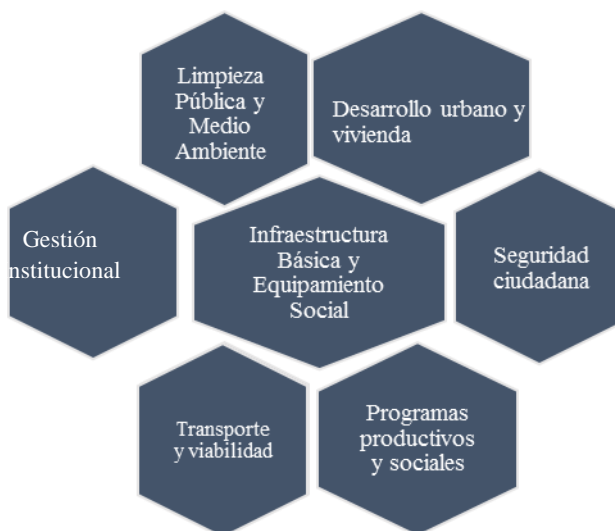 Limpieza
Pública y
Medio
Ambiente
Desarrollo urbano y
vivienda
Gestión
nstitucional
Infraestructura
Básica y
Equipamiento
Social
Seguridad
ciudadana
Transporte
y viabilidad
Programas
productivos
y sociales